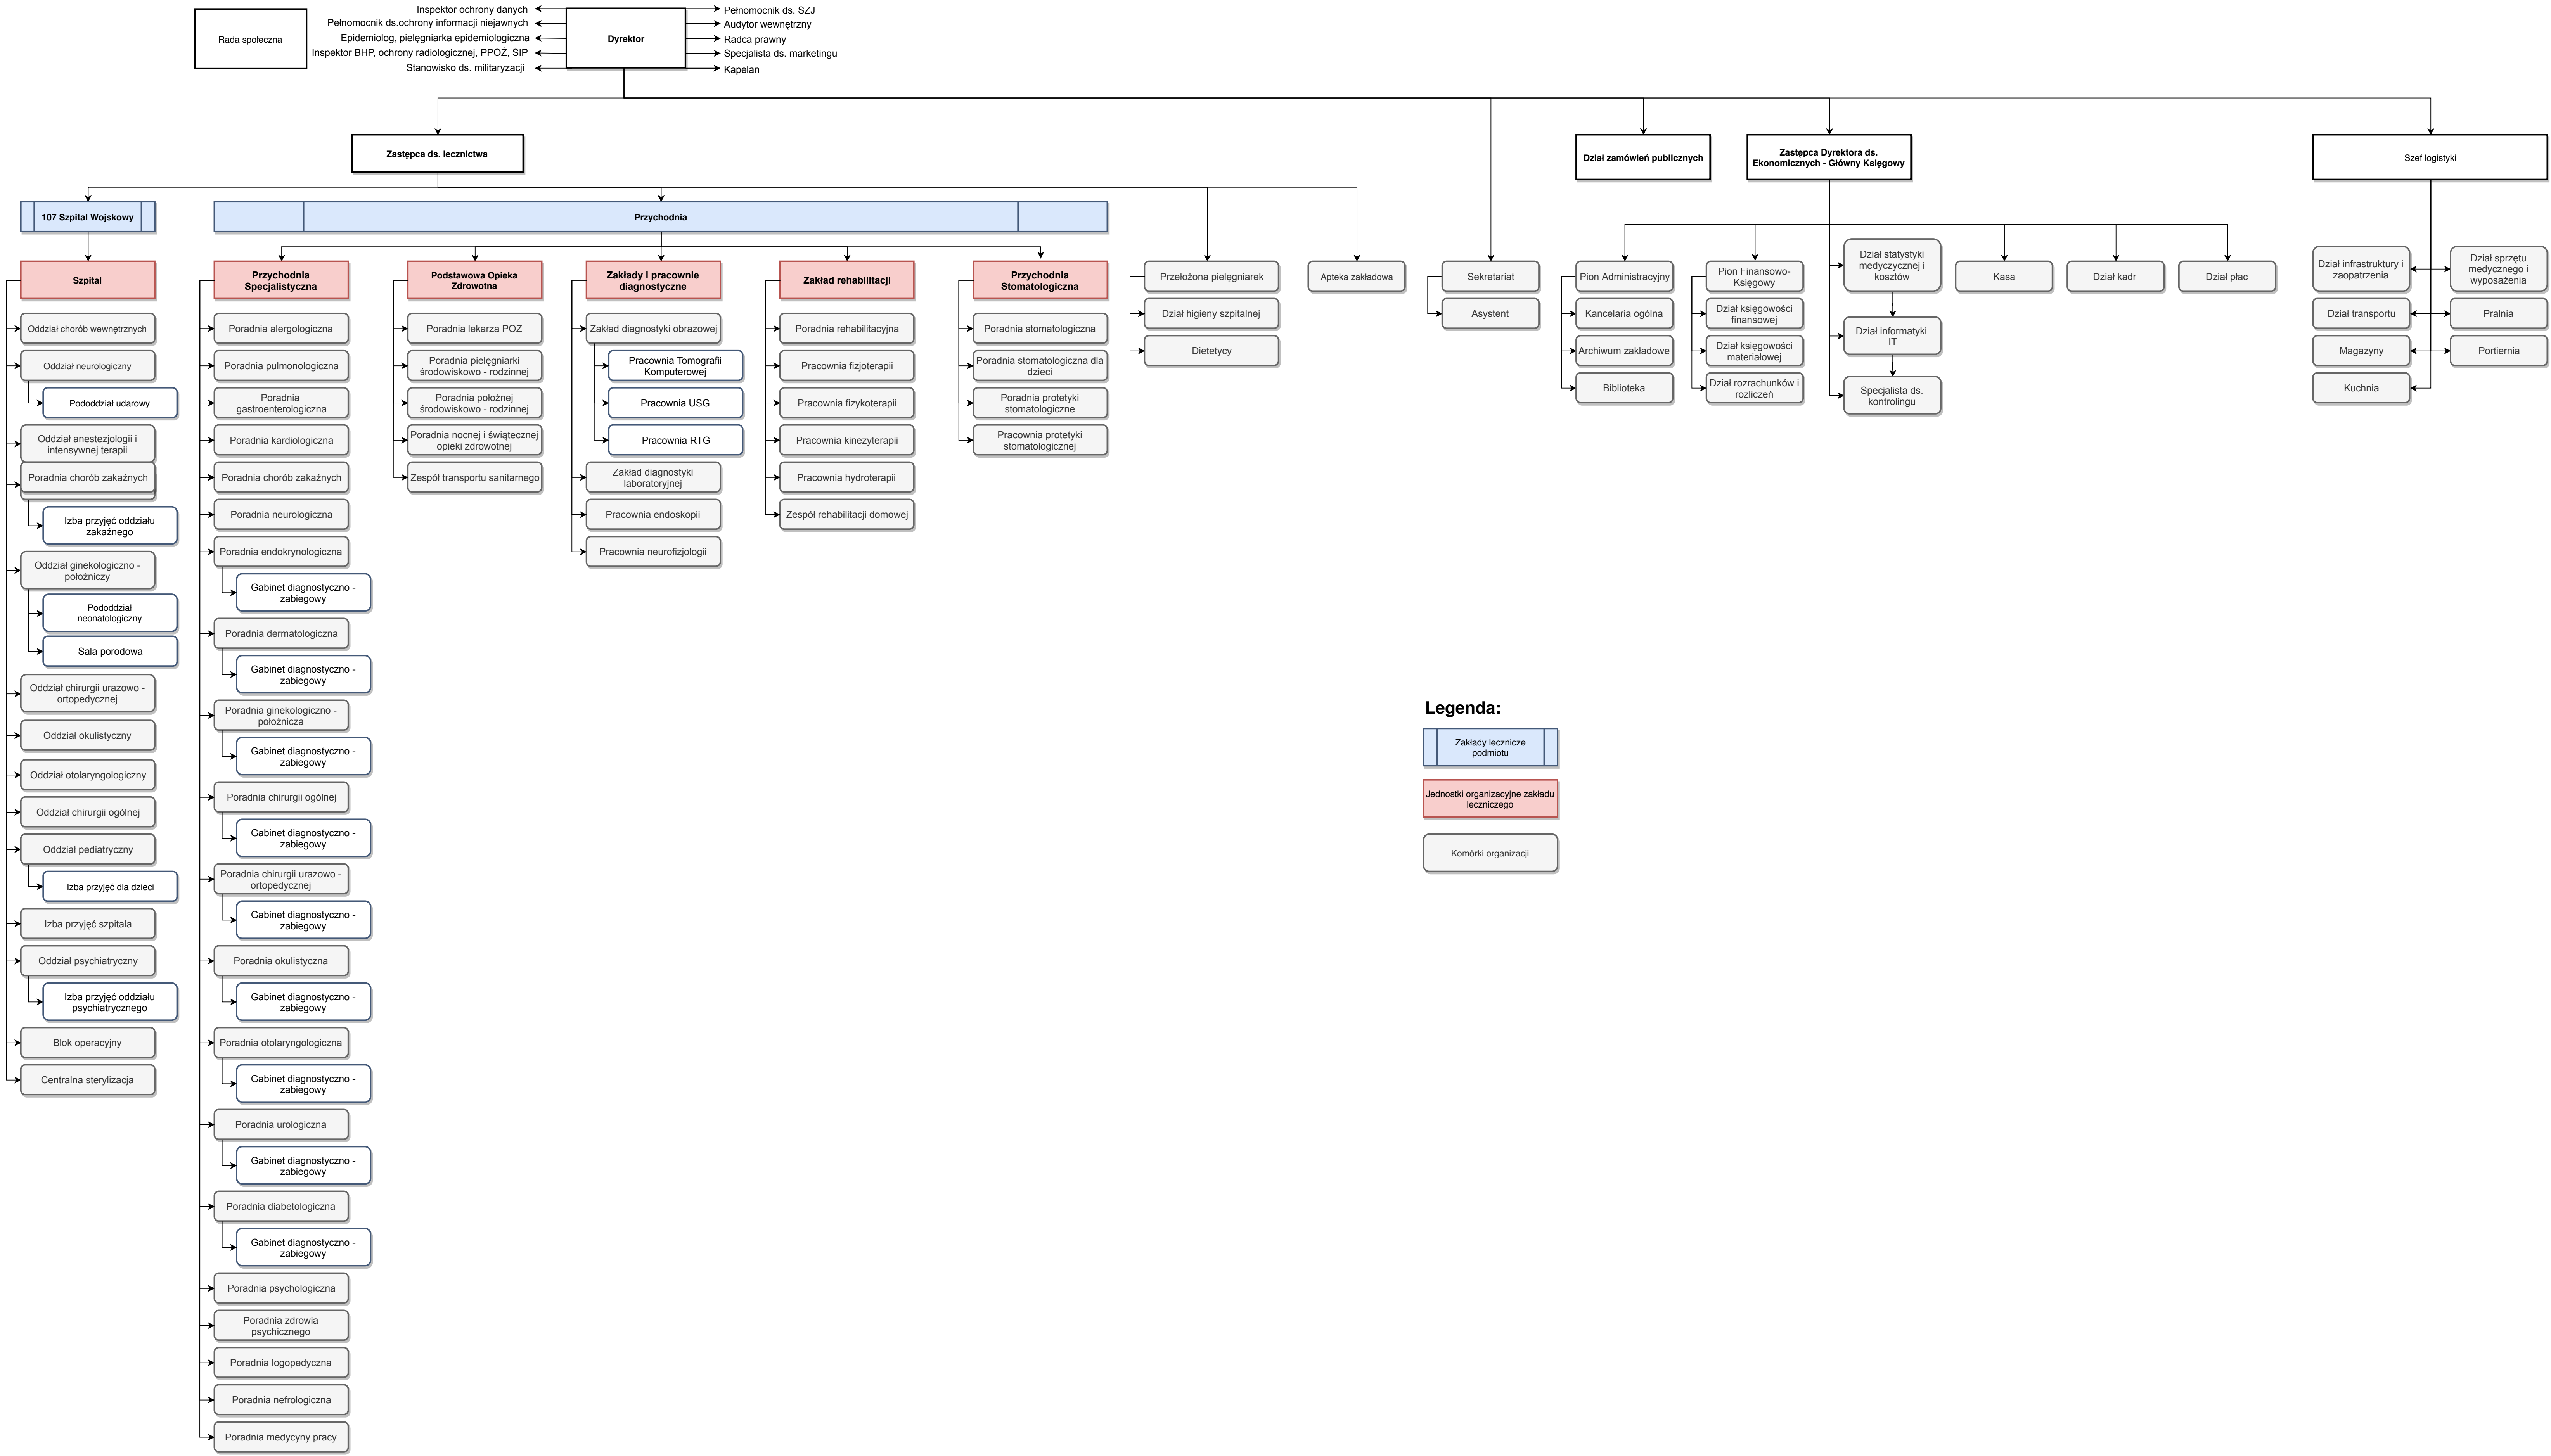 Rada społeczna
Inspektor ochrony danych
Pełnomocnik ds.ochrony informacji niejawnych
Epidemiolog, pielęgniarka epidemiologiczna
Inspektor BHP, ochrony radiologicznej, PPOŻ, SIP
Stanowisko ds. militaryzacji
Dyrektor
Pełnomocnik ds. SZJ
Audytor wewnętrzny
Radca prawny
Specjalista ds. marketingu
Kapelan
Zastępca ds. lecznictwa
Dział zamówień publicznych
Zastępca Dyrektora ds.
Ekonomicznych - Główny Księgowy
Szef logistyki
107 Szpital Wojskowy
Przychodnia
Szpital
Oddział chorób wewnętrznych
Oddział neurologiczny
Pododdział udarowy
Oddział anestezjologii i
intensywnej terapii
Poradnia chorób zakaźnych
Izba przyjęć oddziału
zakaźnego
Oddział ginekologiczno -
położniczy
Pododdział
neonatologiczny
Sala porodowa
Oddział chirurgii urazowo -
ortopedycznej
Oddział okulistyczny
Oddział otolaryngologiczny
Oddział chirurgii ogólnej
Oddział pediatryczny
Izba przyjęć dla dzieci
Izba przyjęć szpitala
Oddział psychiatryczny
Izba przyjęć oddziału
psychiatrycznego
Blok operacyjny
Centralna sterylizacja
Przychodnia
Specjalistyczna
Poradnia alergologiczna
Poradnia pulmonologiczna
Poradnia
gastroenterologiczna
Poradnia kardiologiczna
Poradnia chorób zakaźnych
Poradnia neurologiczna
Poradnia endokrynologiczna
Gabinet diagnostyczno -
zabiegowy
Poradnia dermatologiczna
Gabinet diagnostyczno -
zabiegowy
Poradnia ginekologiczno -
położnicza
Gabinet diagnostyczno -
zabiegowy
Poradnia chirurgii ogólnej
Gabinet diagnostyczno -
zabiegowy
Poradnia chirurgii urazowo -
ortopedycznej
Gabinet diagnostyczno -
zabiegowy
Poradnia okulistyczna
Gabinet diagnostyczno -
zabiegowy
Poradnia otolaryngologiczna
Gabinet diagnostyczno -
zabiegowy
Poradnia urologiczna
Gabinet diagnostyczno -
zabiegowy
Poradnia diabetologiczna
Gabinet diagnostyczno -
zabiegowy
Poradnia psychologiczna
Poradnia zdrowia
psychicznego
Poradnia logopedyczna
Poradnia nefrologiczna
Poradnia medycyny pracy
Podstawowa Opieka
Zdrowotna
Poradnia lekarza POZ
Poradnia pielęgniarki
środowiskowo - rodzinnej
Poradnia położnej
środowiskowo - rodzinnej
Poradnia nocnej i świątecznej
opieki zdrowotnej
Zespół transportu sanitarnego
Zakłady i pracownie
diagnostyczne
Zakład diagnostyki obrazowej
Pracownia Tomografii
Komputerowej
Pracownia USG
Pracownia RTG
Zakład diagnostyki
laboratoryjnej
Pracownia endoskopii
Pracownia neurofizjologii
Zakład rehabilitacji
Poradnia rehabilitacyjna
Pracownia fizjoterapii
Pracownia fizykoterapii
Pracownia kinezyterapii
Pracownia hydroterapii
Zespół rehabilitacji domowej
Przychodnia
Stomatologiczna
Poradnia stomatologiczna
Poradnia stomatologiczna dla
dzieci
Poradnia protetyki
stomatologiczne
Pracownia protetyki
stomatologicznej
Przełożona pielęgniarek
Dział higieny szpitalnej
Dietetycy
Apteka zakładowa
Sekretariat
Asystent
Pion Administracyjny
Kancelaria ogólna
Archiwum zakładowe
Biblioteka
Pion Finansowo-
Księgowy
Dział księgowości
finansowej
Dział księgowości
materiałowej
Dział rozrachunków i
rozliczeń
Dział statystyki
medyczycznej i
kosztów
Dział informatyki
IT
Specjalista ds.
kontrolingu
Kasa
Dział kadr
Dział płac
Dział infrastruktury i
zaopatrzenia
Dział transportu
Magazyny
Kuchnia
Dział sprzętu
medycznego i
wyposażenia
Pralnia
Portiernia
Legenda:
Zakłady lecznicze
podmiotu
Jednostki organizacyjne zakładu
leczniczego
Komórki organizacji